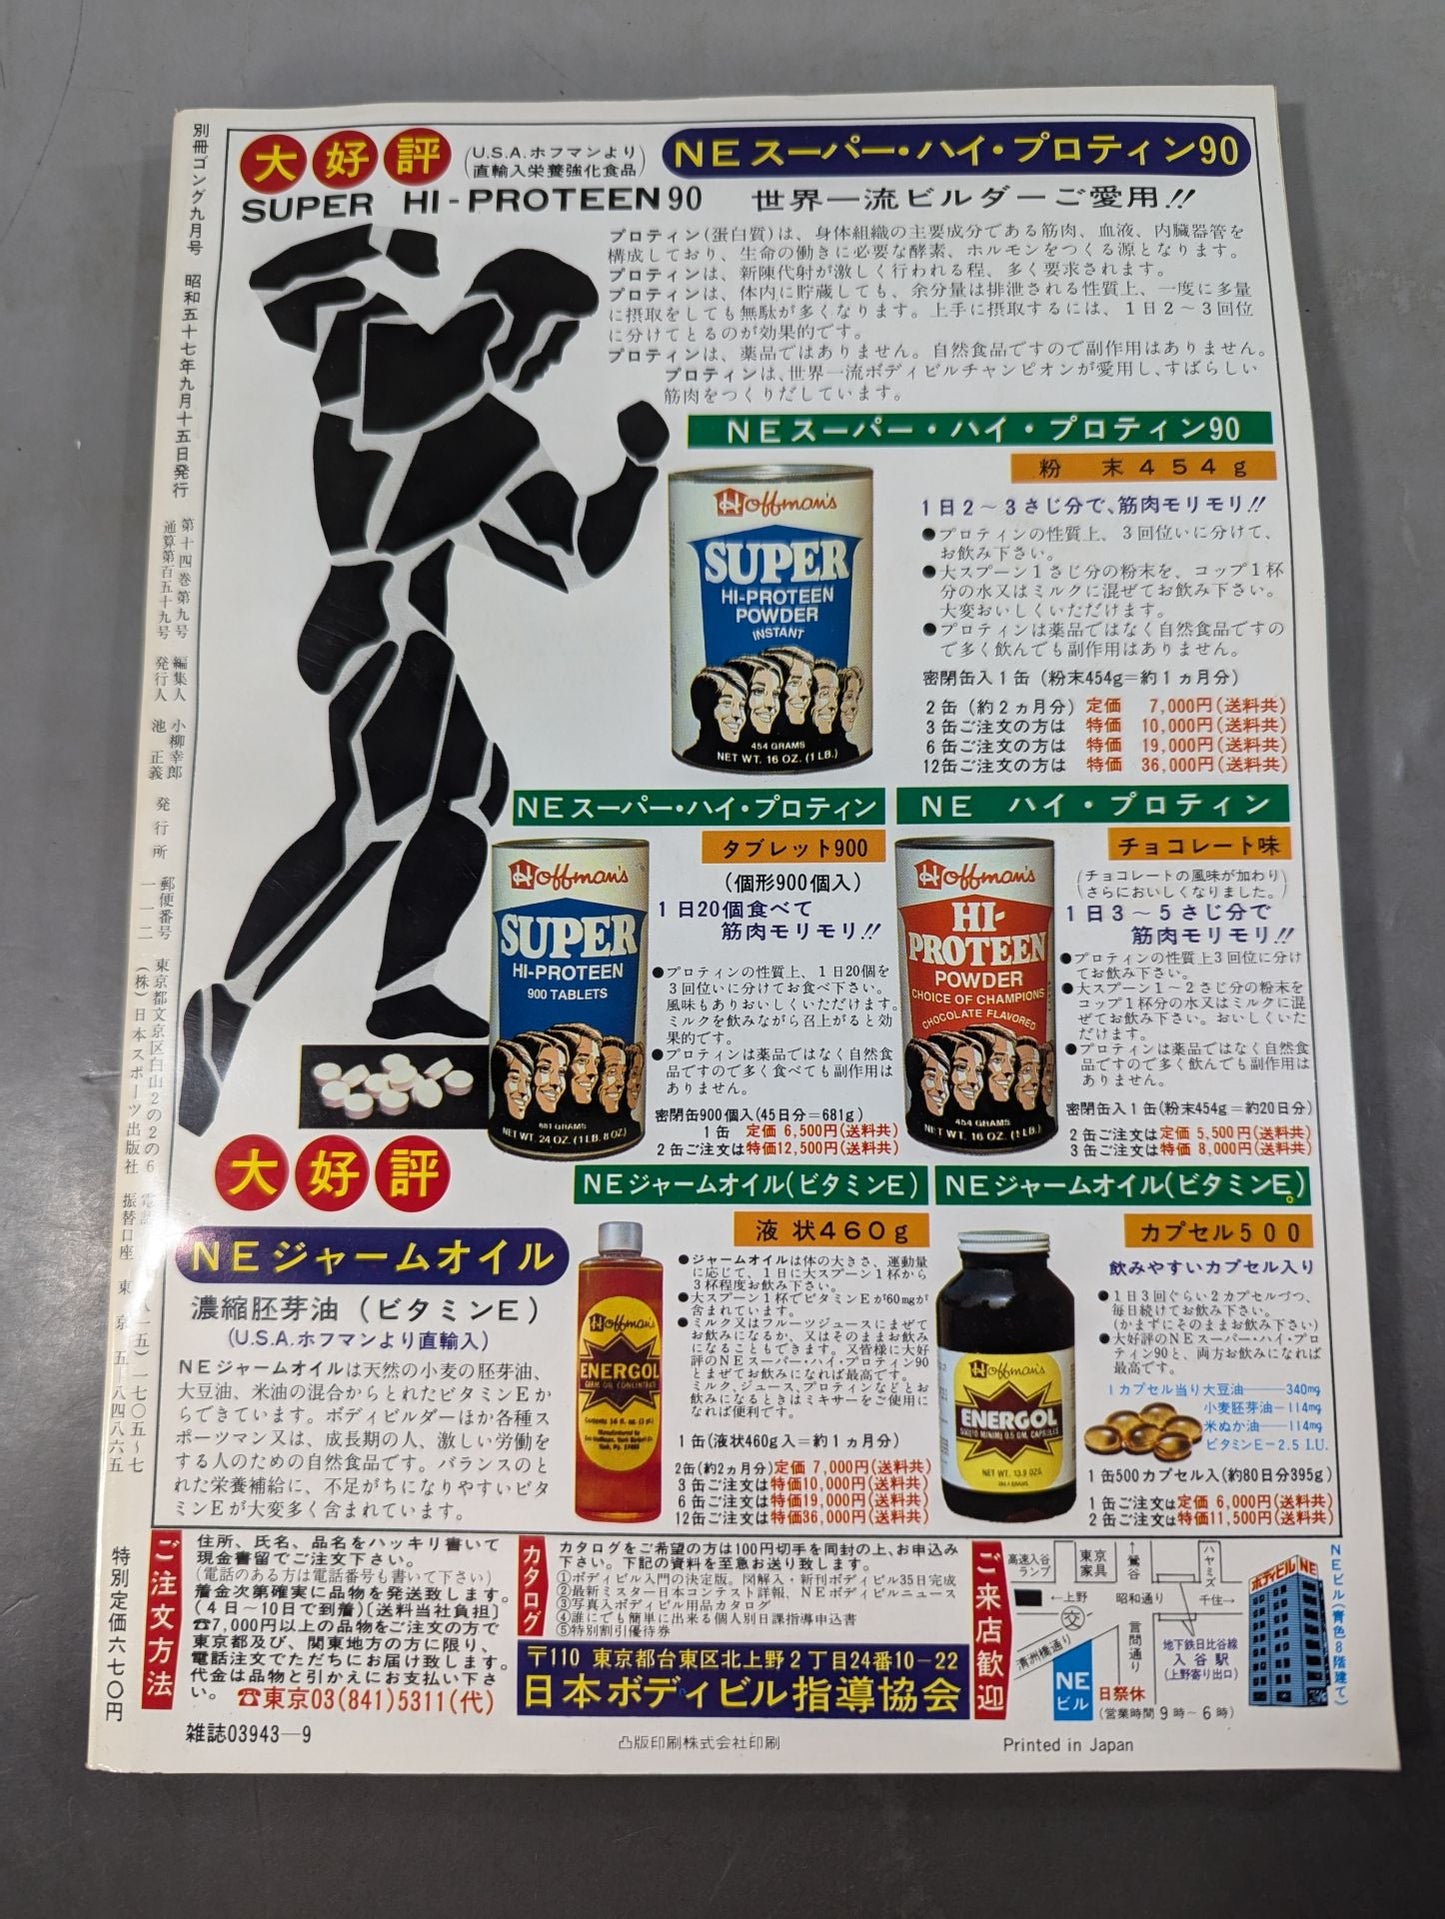 別冊ゴング九月号 昭和五十七年九月十五日発行 第十四巻第九号 通算第百五十九号 編集人 小柳幸郎 発行人 池 正義 発行所 郵便番号一一二 東京都文京区白山2の2の6 (株)日本スポーツ出版社
振替口座 東京
特別定価六七〇円
大好評
(U.S.A.ホフマンより
直輸入栄養強化食品)
NEスーパー・ハイ・プロティン90
SUPER HI-PROTEEN 90 世界一流ビルダーご愛用!!
プロティン(蛋白質)は、身体組織の主要成分である筋肉、血液、内臓器管を
構成しており、生命の働きに必要な酵素、ホルモンをつくる源となります。
プロティンは、新陳代射が激しく行われる程、多く要求されます。
プロティンは、体内に貯蔵しても、余分量は排泄される性質上、一度に多量
に摂取をしても無駄が多くなります。上手に摂取するには、1日2～3回位
に分けてとるのが効果的です。
プロティンは、薬品ではありません。自然食品ですので副作用はありません。
プロティンは、世界一流ボディビルチャンピオンが愛用し、すばらしい
筋肉をつくりだしています。
NEスーパー・ハイ・プロティン90
粉 末454g
Hoffman's
SUPER
HI-PROTEEN
POWDER
INSTANT
454 GRAMS
NET WT. 16 OZ. (1 LB.)
1日2～3さじ分で、筋肉モリモリ!!
●プロティンの性質上、3回位いに分けて、
お飲み下さい。
●大スプーン1さじ分の粉末を、コップ1杯
分の水又はミルクに混ぜてお飲み下さい。
大変おいしくいただけます。
●プロティンは薬品ではなく自然食品ですの
で多く飲んでも副作用はありません。
密閉缶入1缶(粉末454g=約1ヵ月分)
2缶(約2ヵ月分) 定価 7,000円(送料共)
3缶ご注文の方は 特価 10,000円(送料共)
6缶ご注文の方は 特価 19,000円(送料共)
12缶ご注文の方は 特価 36,000円(送料共)
NEスーパー・ハイ・プロティン
タブレット900
(個形900個入)
1日20個食べて
筋肉モリモリ!!
Hoffman's
SUPER
HI-PROTEEN
900 TABLETS
681 GRAMS
NET WT. 24 OZ. (1 LB. 8 OZ.)
●プロティンの性質上、1日20個を
3回位いに分けてお食べ下さい。
風味もありおいしくいただけます。
ミルクを飲みながら召上がると効
果的です。
●プロティンは薬品ではなく自然食
品ですので多く食べても副作用は
ありません。
密閉缶900個入(45日分=681g)
1缶 定価 6,500円(送料共)
2缶ご注文は特価12,500円(送料共)
NE ハイ・プロティン
チョコレート味
(チョコレートの風味が加わり
さらにおいしくなりました。)
1日3～5さじ分で
筋肉モリモリ!!
Hoffman's
HI-
PROTEEN
POWDER
CHOICE OF CHAMPIONS
CHOCOLATE FLAVORED
454 GRAMS
NET WT. 16 OZ. (1 LB.)
●プロティンの性質上3回位に分け
てお飲み下さい。
●大スプーン1～2さじ分の粉末を
コップ1杯分の水又はミルクに混
ぜてお飲み下さい。おいしくいた
だけます。
●プロティンは薬品ではなく自然食
品ですので多く飲んでも副作用は
ありません。
密閉缶入1缶(粉末454g=約20日分)
2缶ご注文は定価 5,500円(送料共)
3缶ご注文は特価 8,000円(送料共)
大好評
NEジャームオイル
濃縮胚芽油(ビタミンE)
(U.S.A.ホフマンより直輸入)
NEジャームオイルは天然の小麦の胚芽油、
大豆油、米油の混合からとれたビタミンEか
らできています。ボディビルダーほか各種ス
ポーツマン又は、成長期の人、激しい労働を
する人のための自然食品です。バランスのと
れた栄養補給に、不足がちになりやすいビタ
ミンEが大変多く含まれています。
NEジャームオイル(ビタミンE)
液 状460g
Hoffman's
ENERGOL
GERM OIL CONCENTRATE
●ジャームオイルは体の大きさ、運動量
に応じて、1日に大スプーン1杯から
3杯程度お飲み下さい。
●大スプーン1杯でビタミンEが60mgが
含まれています。
●ミルク又はフルーツジュースにまぜて
お飲みになるか、又はそのままお飲み
になることもできます。又皆様に大好
評のNEスーパー・ハイ・プロティン90
とまぜてお飲みになれば最高です。
ミルク、ジュース、プロティンなどとお
飲みになるときはミキサーをご使用に
なれば便利です。
1缶(液状460g入=約1ヵ月分)
2缶(約2ヵ月分)定価 7,000円(送料共)
3缶ご注文は特価10,000円(送料共)
6缶ご注文は特価19,000円(送料共)
12缶ご注文は特価36,000円(送料共)
NEジャームオイル(ビタミンE)
カプセル500
飲みやすいカプセル入り
Hoffman's
ENERGOL
NET WT. 13.9 OZS.
●1日3回ぐらい2カプセルづつ、
毎日続けてお飲み下さい。
(かまずにそのままお飲み下さい)
●大好評のNEスーパー・ハイ・プロ
ティン90と、両方お飲みになれば
最高です。
1カプセル当り大豆油——340mg
小麦胚芽油—114mg
米ぬか油——114mg
ビタミンE—2.5 I.U.
1缶500カプセル入(約80日分395g)
1缶ご注文は定価 6,000円(送料共)
2缶ご注文は特価11,500円(送料共)
ご注文方法
住所、氏名、品名をハッキリ書いて
現金書留でご注文下さい。
(電話のある方は電話番号も書いて下さい)
着金次第確実に品物を発送致します。
(4日～10日で到着)〔送料当社負担〕
☎7,000円以上の品物をご注文の方で
東京都及び、関東地方の方に限り、
電話注文でただちにお届け致します。
代金は品物と引かえにお支払い下さ
い。 ☎東京03(841)5311(代)
カタログ
カタログをご希望の方は100円切手を同封の上、お申込み
下さい。下記の資料を至急お送り致します。
①ボディビル入門の決定版。図解入・新刊ボディビル35日完成
②最新ミスター日本コンテスト詳報、NEボディビルニュース
③写真入ボディビル用品カタログ
④誰にでも簡単に出来る個人別日課指導申込書
⑤特別割引優待券
〒110 東京都台東区北上野2丁目24番10-22
日本ボディビル指導協会
ご来店歓迎
高速入谷
ランプ
東京
家具
↑鶯谷
ハヤミズ
←上野
昭和通り
千住→
交
清洲橋通り
言問通り
地下鉄日比谷線
入谷駅
(上野寄り出口)
NE
ビル
日祭休
(営業時間9時～6時)
ボディビルNE
NEビル(青色8階建て)
雑誌03943—9
凸版印刷株式会社印刷
Printed in Japan